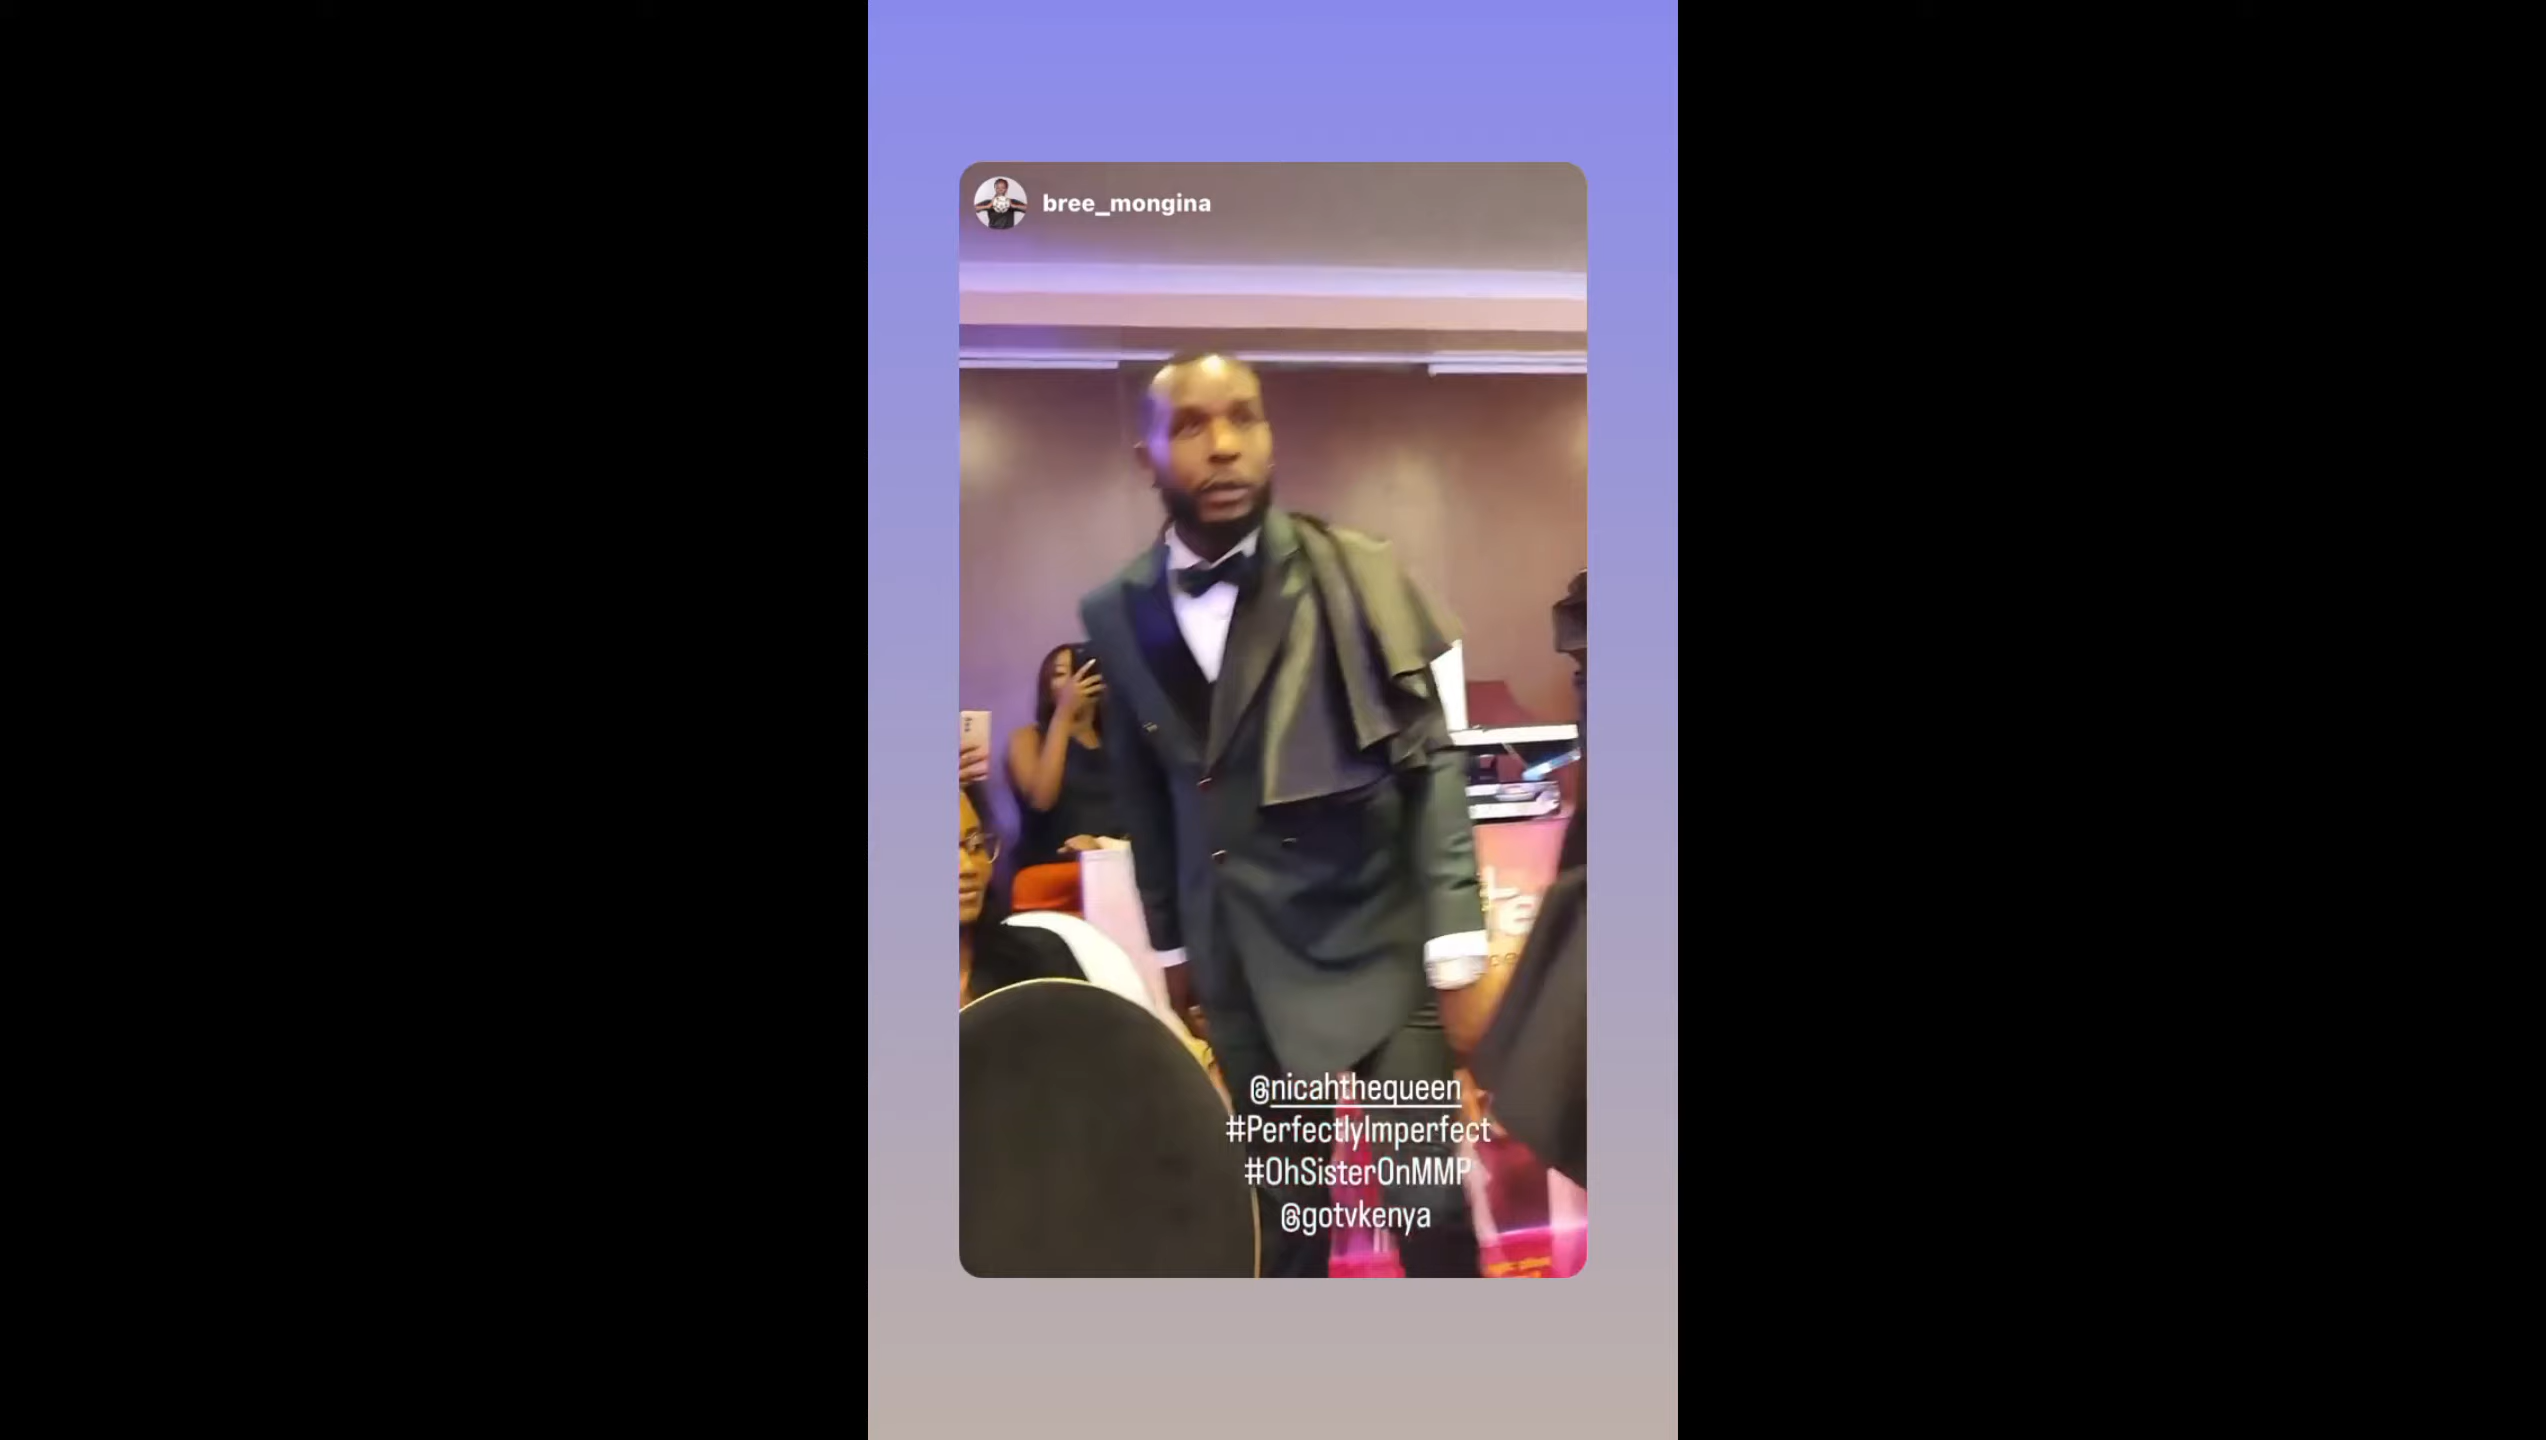 bree_mongina
@nicahthequeen
#PerfectlyImperfect
#OhSisterOnMMP
@gotvkenya